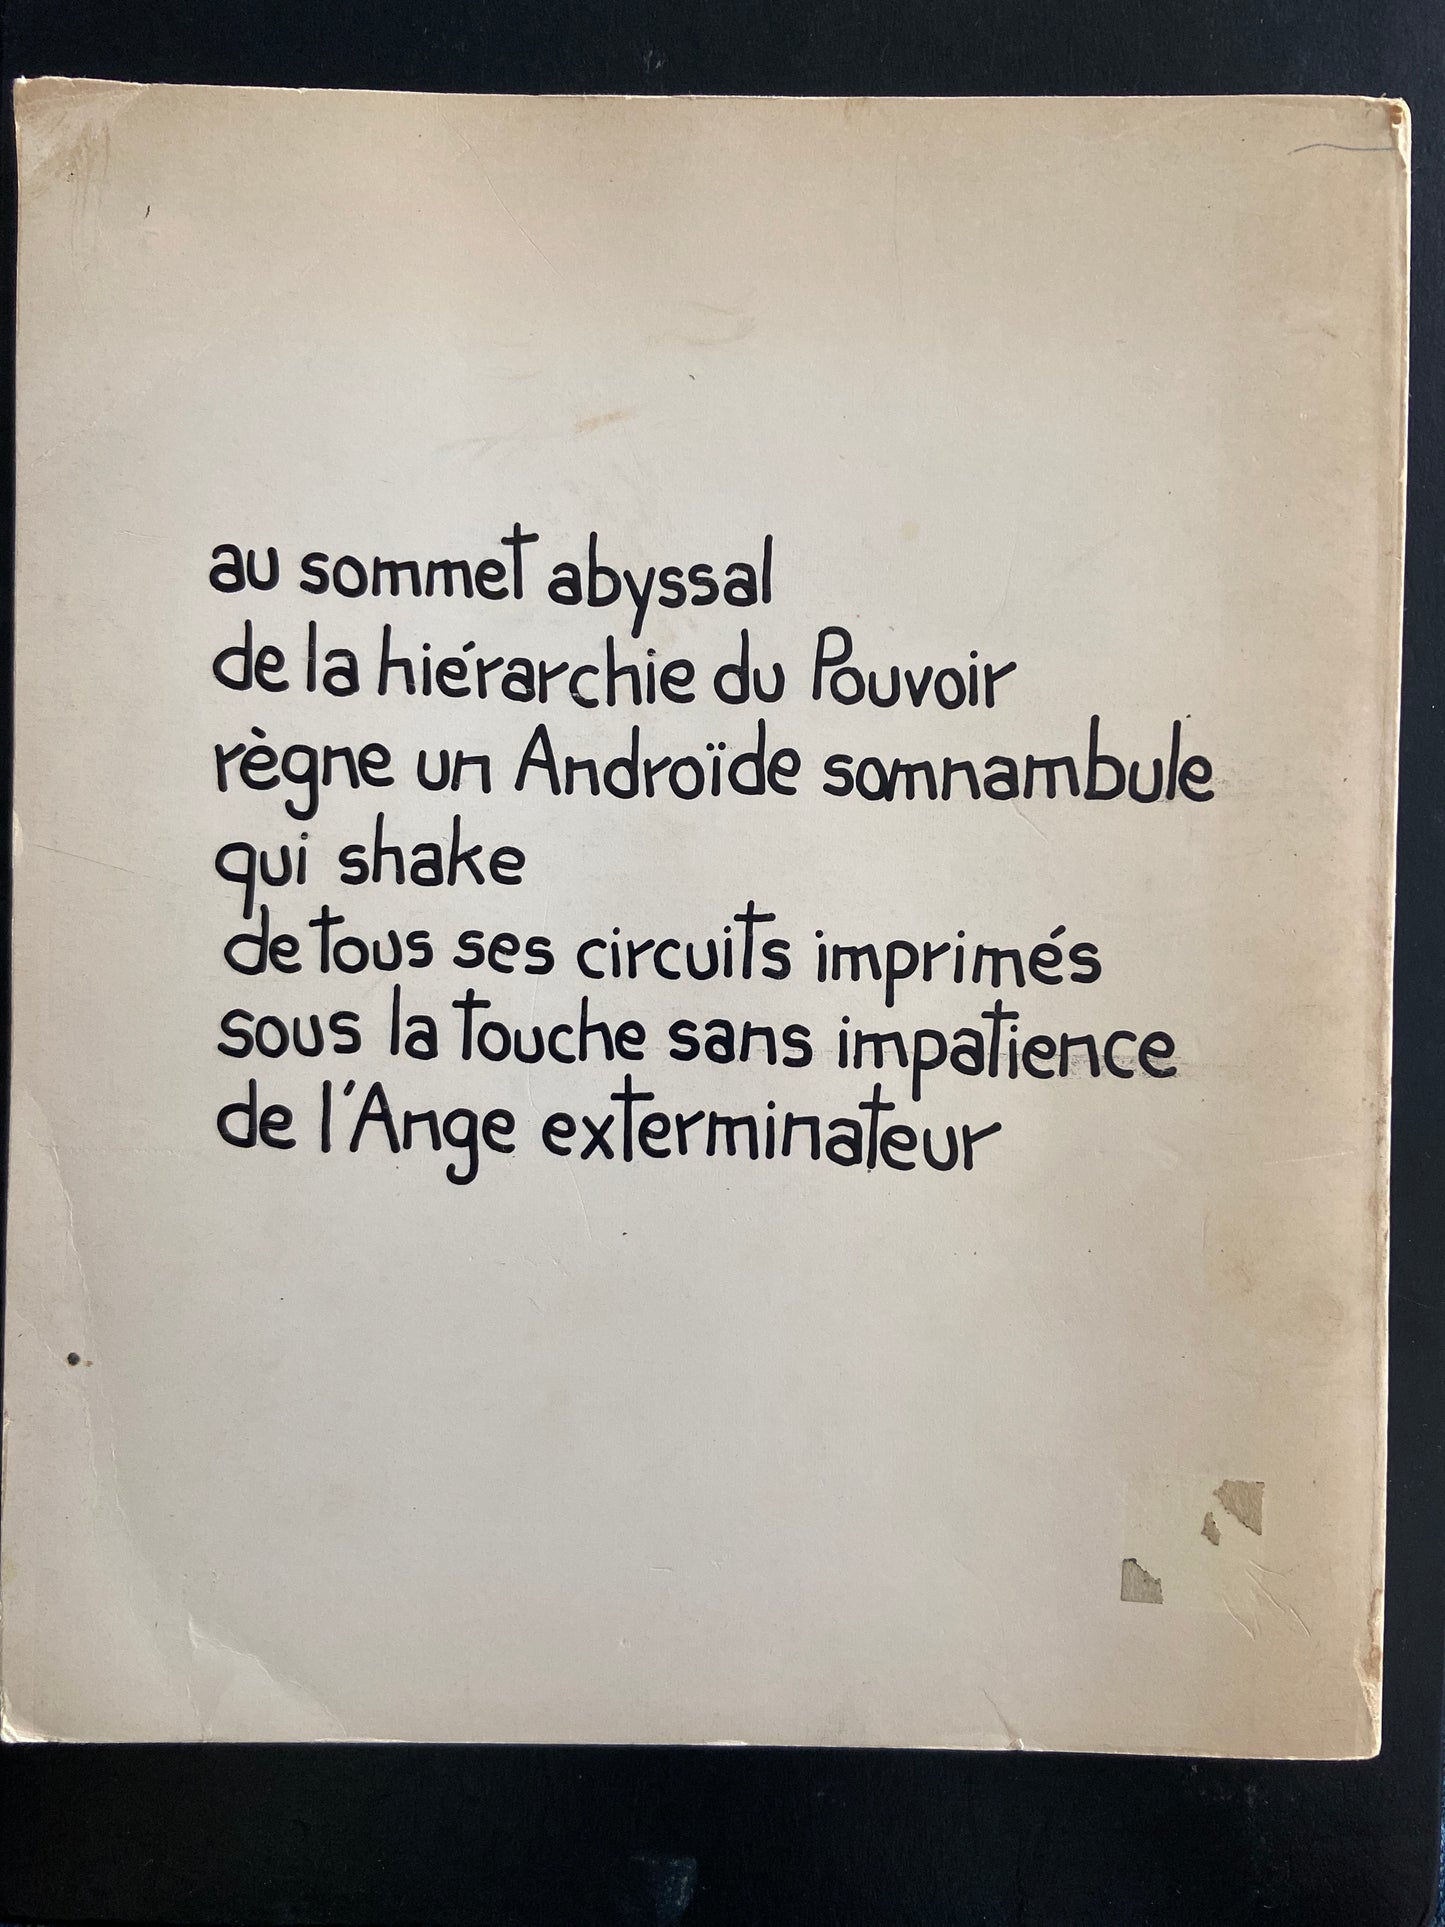 au sommet abyssal
de la hiérarchie du Pouvoir
règne un Androïde somnambule
qui shake
de tous ses circuits imprimés
sous la touche sans impatience
de l'Ange exterminateur